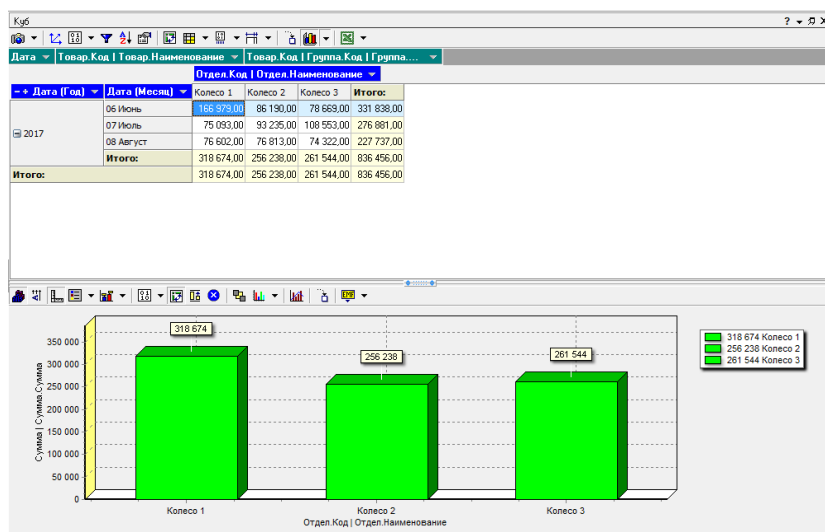 Куб
Дата Товар.Код | Товар.Наименование Товар.Код | Группа.Код | Группа....
Отдел.Код | Отдел.Наименование
− + Дата (Год) Дата (Месяц) Колесо 1 Колесо 2 Колесо 3 Итого:
06 Июнь 166 979,00 86 190,00 78 669,00 331 838,00
2017 07 Июль 75 093,00 93 235,00 108 553,00 276 881,00
08 Август 76 602,00 76 813,00 74 322,00 227 737,00
Итого: 318 674,00 256 238,00 261 544,00 836 456,00
Итого: 318 674,00 256 238,00 261 544,00 836 456,00
Сумма | Сумма.Сумма
350 000
300 000
250 000
200 000
150 000
100 000
50 000
0
318 674
256 238
261 544
Колесо 1 Колесо 2 Колесо 3
Отдел.Код | Отдел.Наименование
318 674 Колесо 1
256 238 Колесо 2
261 544 Колесо 3